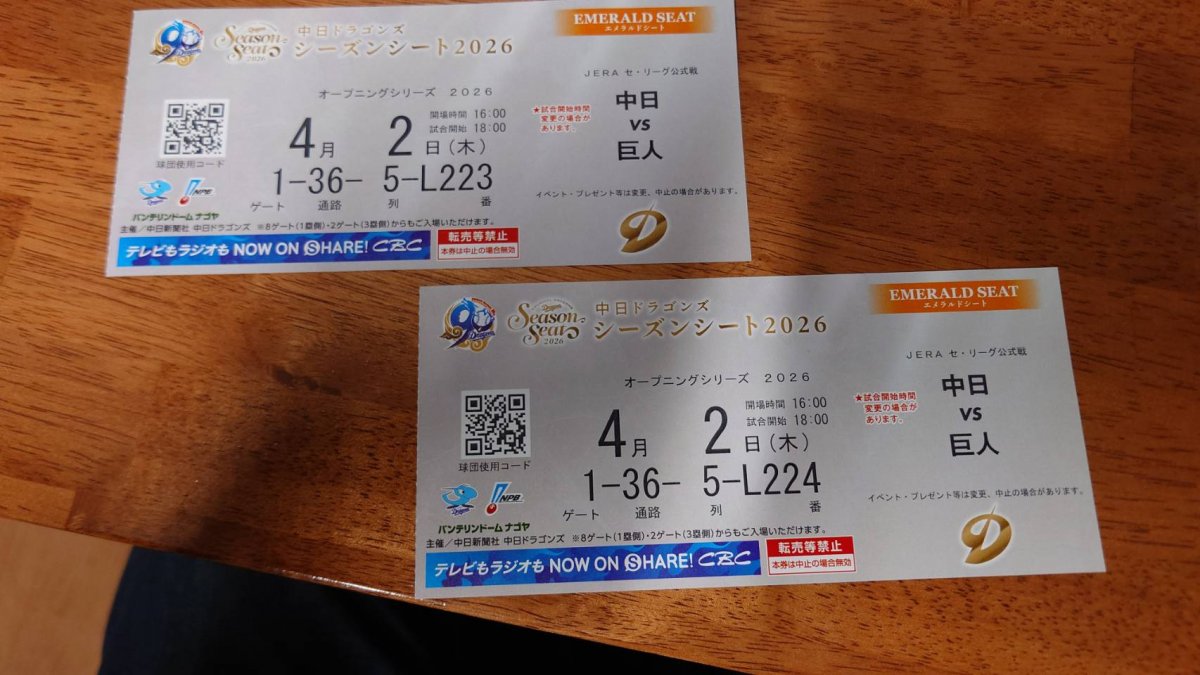 中日ドラゴンズ
Season Seat 2026
シーズンシート2026
EMERALD SEAT
エメラルドシート
JERA セ・リーグ公式戦
オープニングシリーズ 2026
開場時間 16:00
試合開始 18:00
4月 2日(木)
★試合開始時間
変更の場合が
あります。
中日
VS
巨人
球団使用コード
1-36- 5-L223
ゲート 通路 列 番
イベント・プレゼント等は変更、中止の場合があります。
NPB
バンテリンドーム ナゴヤ
主催/中日新聞社 中日ドラゴンズ ※8ゲート(1塁側)・2ゲート(3塁側)からもご入場いただけます。
テレビもラジオも NOW ON SHARE! CBC
転売等禁止
本券は中止の場合無効
D
中日ドラゴンズ
Season Seat 2026
シーズンシート2026
EMERALD SEAT
エメラルドシート
JERA セ・リーグ公式戦
オープニングシリーズ 2026
開場時間 16:00
試合開始 18:00
4月 2日(木)
★試合開始時間
変更の場合が
あります。
中日
VS
巨人
球団使用コード
1-36- 5-L224
ゲート 通路 列 番
イベント・プレゼント等は変更、中止の場合があります。
Dragons
NPB
バンテリンドーム ナゴヤ
主催/中日新聞社 中日ドラゴンズ ※8ゲート(1塁側)・2ゲート(3塁側)からもご入場いただけます。
テレビもラジオも NOW ON SHARE! CBC
転売等禁止
本券は中止の場合無効
D